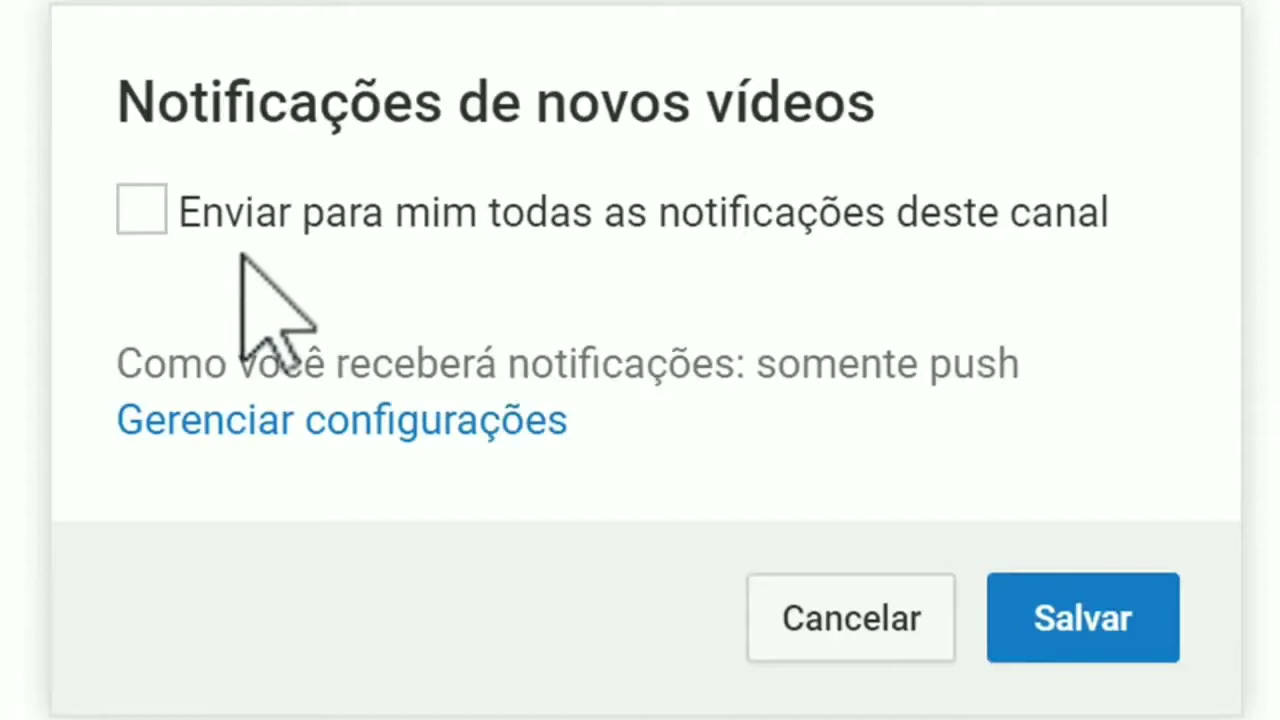 Notificações de novos vídeos
Enviar para mim todas as notificações deste canal
Como você receberá notificações: somente push
Gerenciar configurações
Cancelar
Salvar